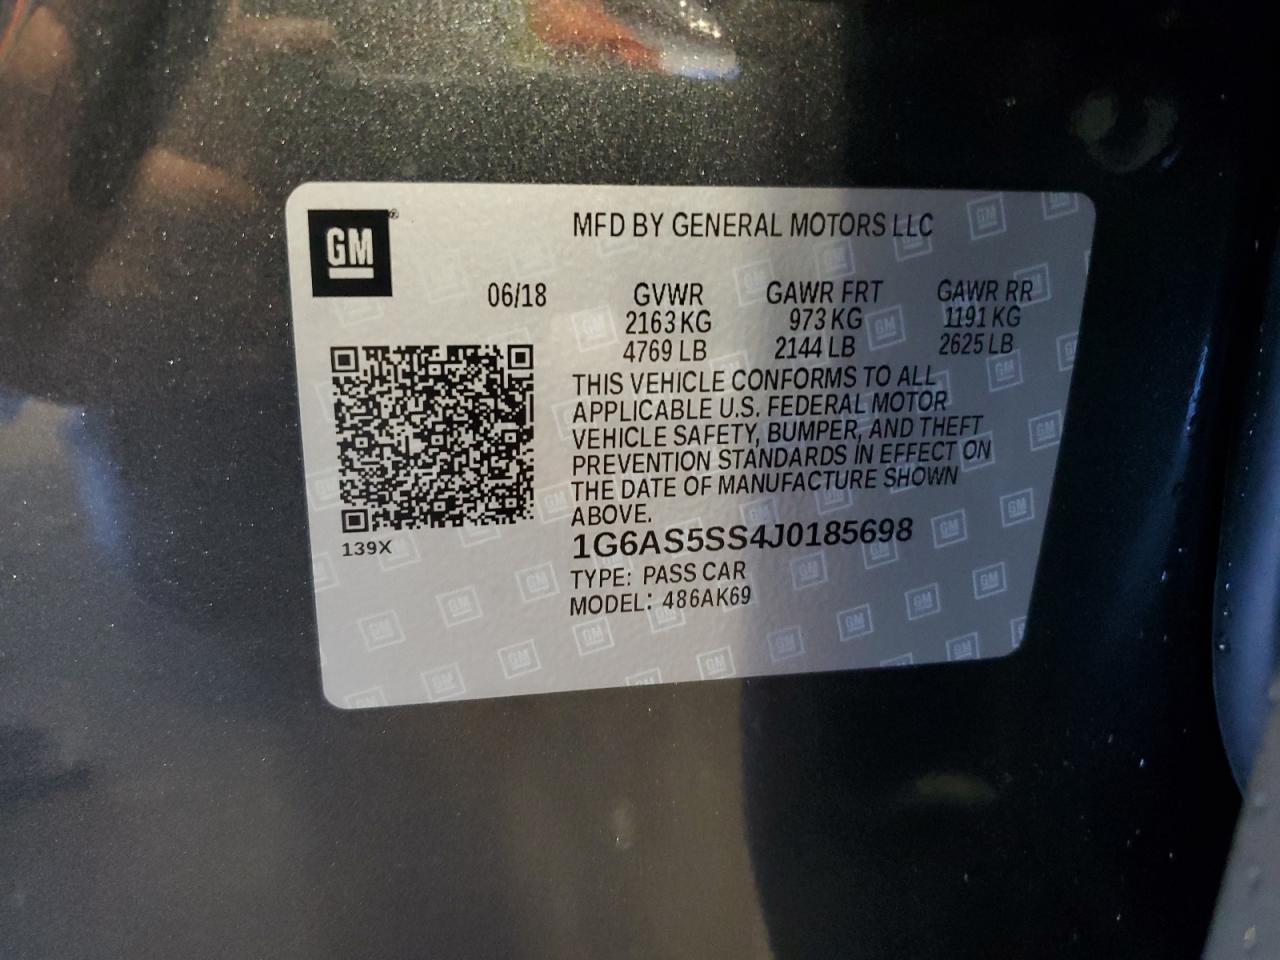 GM®
MFD BY GENERAL MOTORS LLC
06/18 GVWR GAWR FRT GAWR RR
2163 KG 973 KG 1191 KG
4769 LB 2144 LB 2625 LB
THIS VEHICLE CONFORMS TO ALL
APPLICABLE U.S. FEDERAL MOTOR
VEHICLE SAFETY, BUMPER, AND THEFT
PREVENTION STANDARDS IN EFFECT ON
THE DATE OF MANUFACTURE SHOWN
ABOVE.
139X
1G6AS5SS4J0185698
TYPE: PASS CAR
MODEL: 486AK69